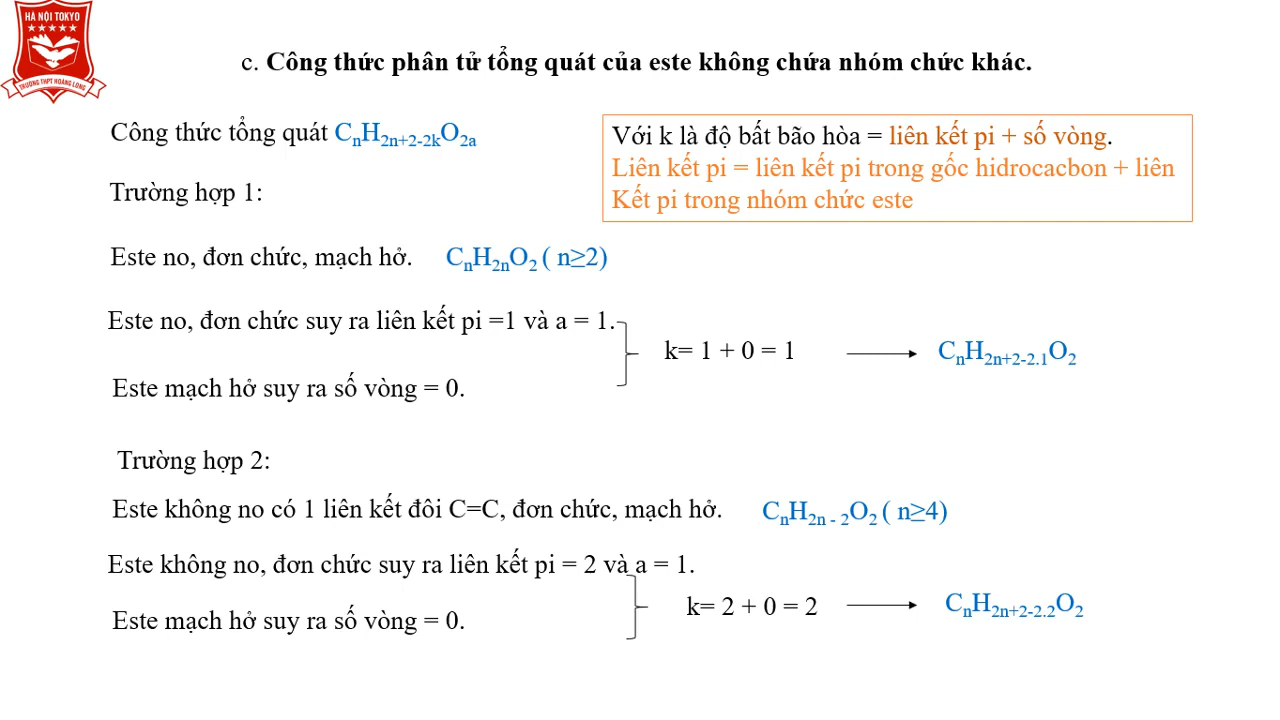 HÀ NỘI TOKYO
TRƯỜNG THPT HOÀNG LONG
c. Công thức phân tử tổng quát của este không chứa nhóm chức khác.
Công thức tổng quát CnH2n+2-2kO2a
Với k là độ bất bão hòa = liên kết pi + số vòng.
Liên kết pi = liên kết pi trong gốc hidrocacbon + liên
Kết pi trong nhóm chức este
Trường hợp 1:
Este no, đơn chức, mạch hở. CnH2nO2 ( n≥2)
Este no, đơn chức suy ra liên kết pi =1 và a = 1.
k= 1 + 0 = 1
CnH2n+2-2.1O2
Este mạch hở suy ra số vòng = 0.
Trường hợp 2:
Este không no có 1 liên kết đôi C=C, đơn chức, mạch hở. CnH2n - 2O2 ( n≥4)
Este không no, đơn chức suy ra liên kết pi = 2 và a = 1.
k= 2 + 0 = 2
CnH2n+2-2.2O2
Este mạch hở suy ra số vòng = 0.